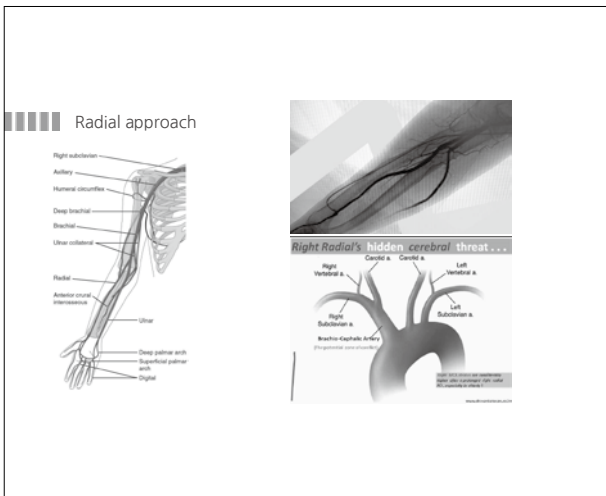 Radial approach
Right subclavian
Axillary
Humeral circumflex
Deep brachial
Brachial
Ulnar collateral
Radial
Anterior crural
interosseous
Ulnar
Deep palmar arch
Superficial palmar
arch
Digital
Right Radial's hidden cerebral threat...
Right
Vertebral a.
Carotid a.
Carotid a.
Left
Vertebral a.
Right
Subclavian a.
Left
Subclavian a.
Brachio-Cephalic Artery